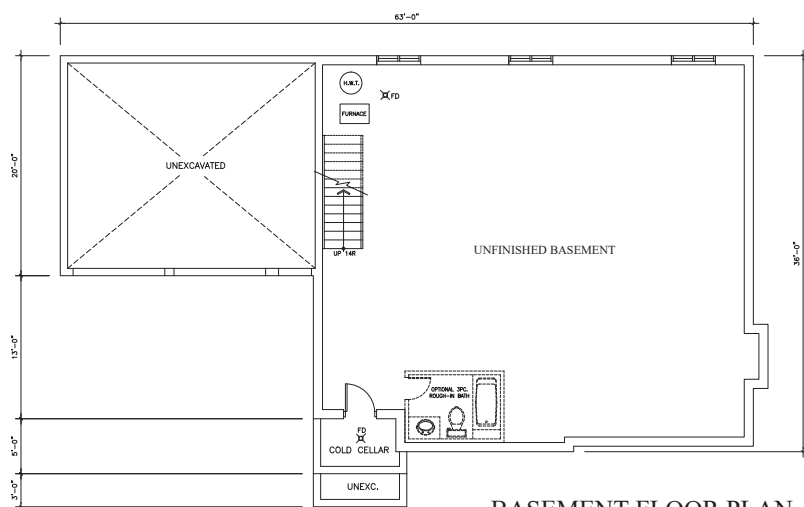 63'-0"
H.W.T.
FD
FURNACE
20'-0"
UNEXCAVATED
UP 14R
UNFINISHED BASEMENT
36'-0"
13'-0"
OPTIONAL 3PC.
ROUGH-IN BATH
FD
COLD CELLAR
5'-0"
UNEXC.
3'-0"
BASEMENT FLOOR PLAN